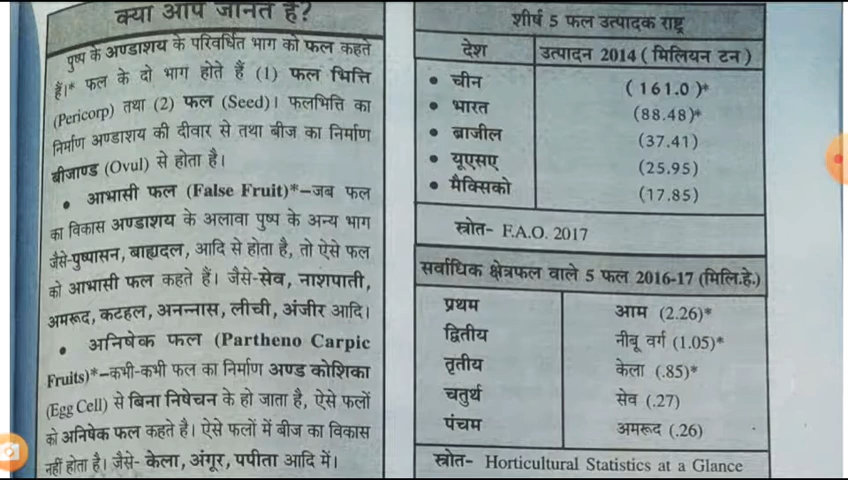 क्या आप जानते हैं?
पुष्प के अण्डाशय के परिवर्धित भाग को फल कहते
हैं।* फल के दो भाग होते हैं (1) फल भित्ति
(Pericorp) तथा (2) फल (Seed)। फलभित्ति का
निर्माण अण्डाशय की दीवार से तथा बीज का निर्माण
बीजाण्ड (Ovul) से होता है।
• आभासी फल (False Fruit)*–जब फल
का विकास अण्डाशय के अलावा पुष्प के अन्य भाग
जैसे-पुष्पासन, बाह्यदल, आदि से होता है, तो ऐसे फल
को आभासी फल कहते हैं। जैसे-सेव, नाशपाती,
अमरूद, कटहल, अनन्नास, लीची, अंजीर आदि।
• अनिषेक फल (Partheno Carpic
Fruits)*–कभी-कभी फल का निर्माण अण्ड कोशिका
(Egg Cell) से बिना निषेचन के हो जाता है, ऐसे फलों
को अनिषेक फल कहते है। ऐसे फलों में बीज का विकास
नहीं होता है। जैसे- केला, अंगूर, पपीता आदि में।
शीर्ष 5 फल उत्पादक राष्ट्र
देश उत्पादन 2014 ( मिलियन टन )
• चीन ( 161.0 )*
• भारत (88.48)*
• ब्राजील (37.41)
• यूएसए (25.95)
• मैक्सिको (17.85)
स्त्रोत- F.A.O. 2017
सर्वाधिक क्षेत्रफल वाले 5 फल 2016-17 (मिलि.हे.)
प्रथम आम (2.26)*
द्वितीय नीबू वर्ग (1.05)*
तृतीय केला (.85)*
चतुर्थ सेव (.27)
पंचम अमरूद (.26)
स्त्रोत- Horticultural Statistics at a Glance